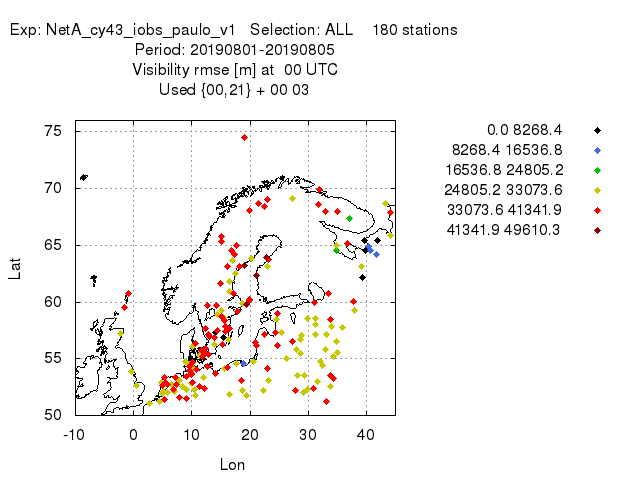 Exp: NetA_cy43_iobs_paulo_v1 Selection: ALL 180 stations
Period: 20190801-20190805
Visibility rmse [m] at 00 UTC
Used {00,21} + 00 03
0.0 8268.4
8268.4 16536.8
16536.8 24805.2
24805.2 33073.6
33073.6 41341.9
41341.9 49610.3
75
70
65
60
55
50
Lat
-10 0 10 20 30 40
Lon